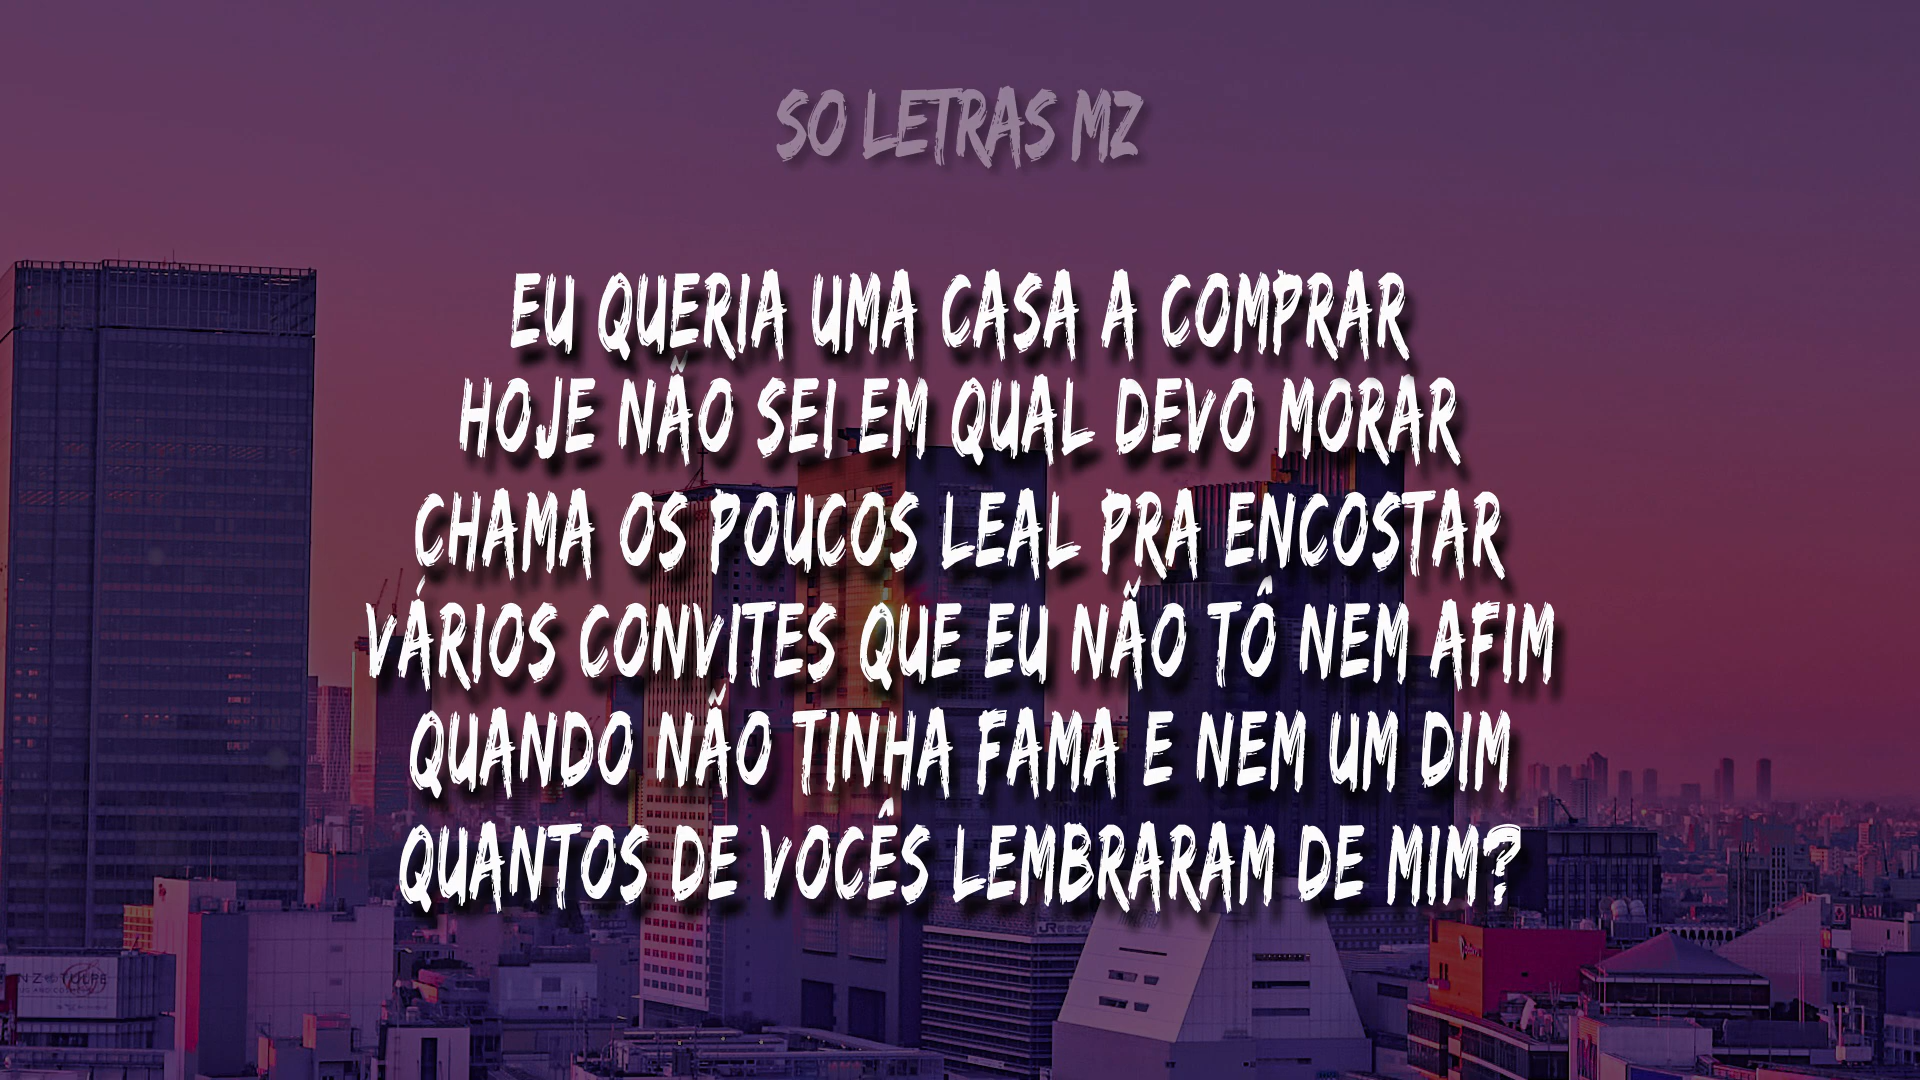 SO LETRAS MZ
EU QUERIA UMA CASA A COMPRAR
HOJE NÃO SEI EM QUAL DEVO MORAR
CHAMA OS POUCOS LEAL PRA ENCOSTAR
VÁRIOS CONVITES QUE EU NÃO TÔ NEM AFIM
QUANDO NÃO TINHA FAMA E NEM UM DIM
QUANTOS DE VOCÊS LEMBRARAM DE MIM?
JR